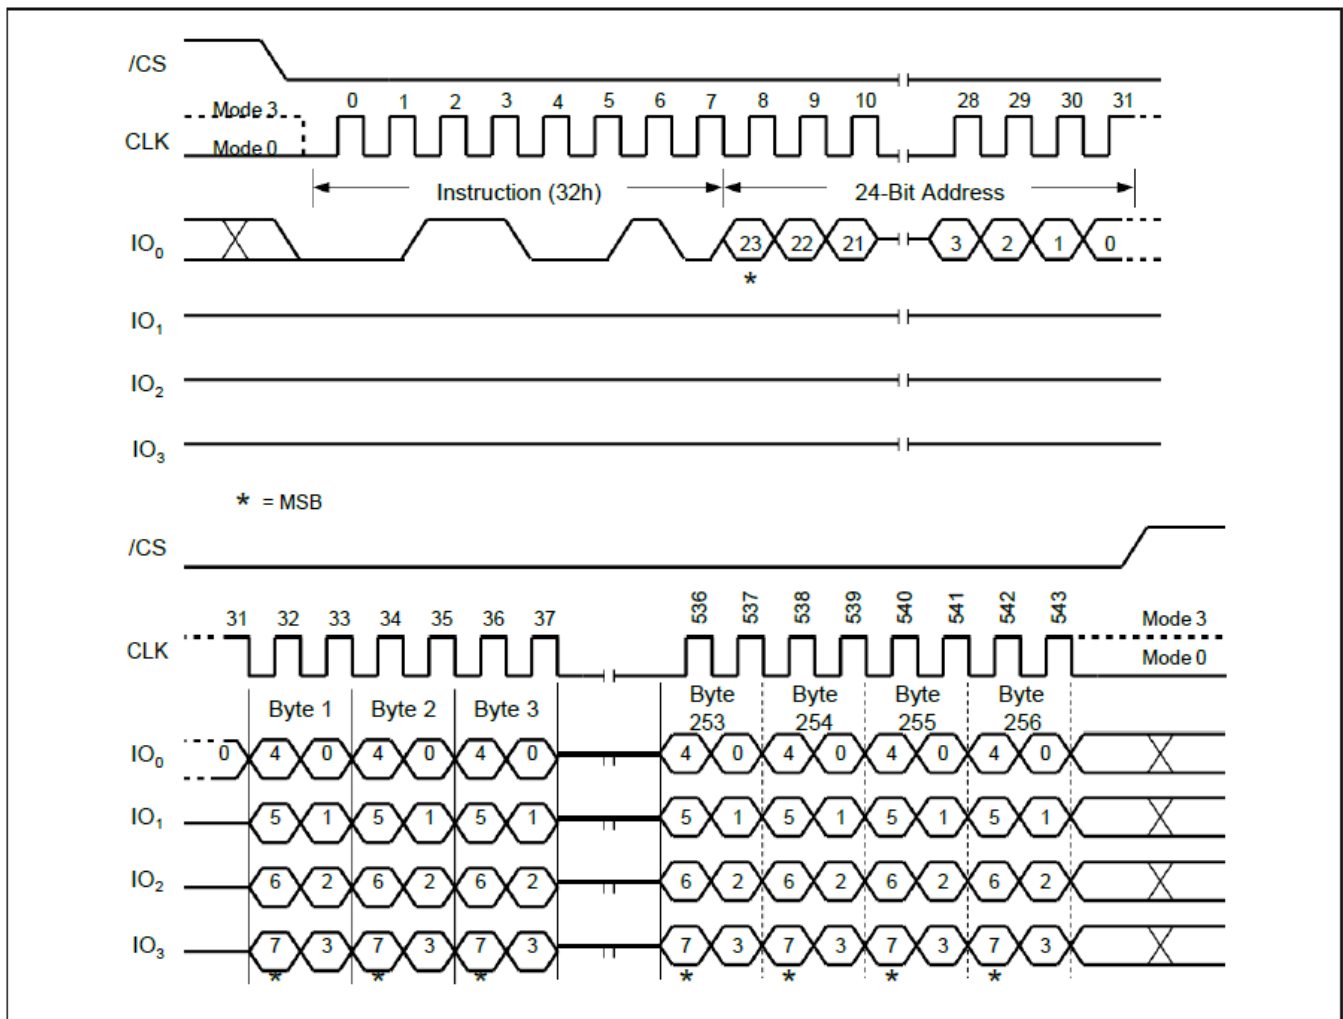 /CS
0 1 2 3 4 5 6 7 8 9 10 28 29 30 31
Mode 3
CLK
Mode 0
Instruction (32h) 24-Bit Address
IO0 23 22 21 3 2 1 0
*
IO1
IO2
IO3
* = MSB
/CS
31 32 33 34 35 36 37 536 537 538 539 540 541 542 543 Mode 3
CLK
Mode 0
Byte 1 Byte 2 Byte 3 Byte 253 Byte 254 Byte 255 Byte 256
IO0 0 4 0 4 0 4 0 4 0 4 0 4 0 4 0
IO1 5 1 5 1 5 1 5 1 5 1 5 1 5 1
IO2 6 2 6 2 6 2 6 2 6 2 6 2 6 2
IO3 7 3 7 3 7 3 7 3 7 3 7 3 7 3
* * * * * * *